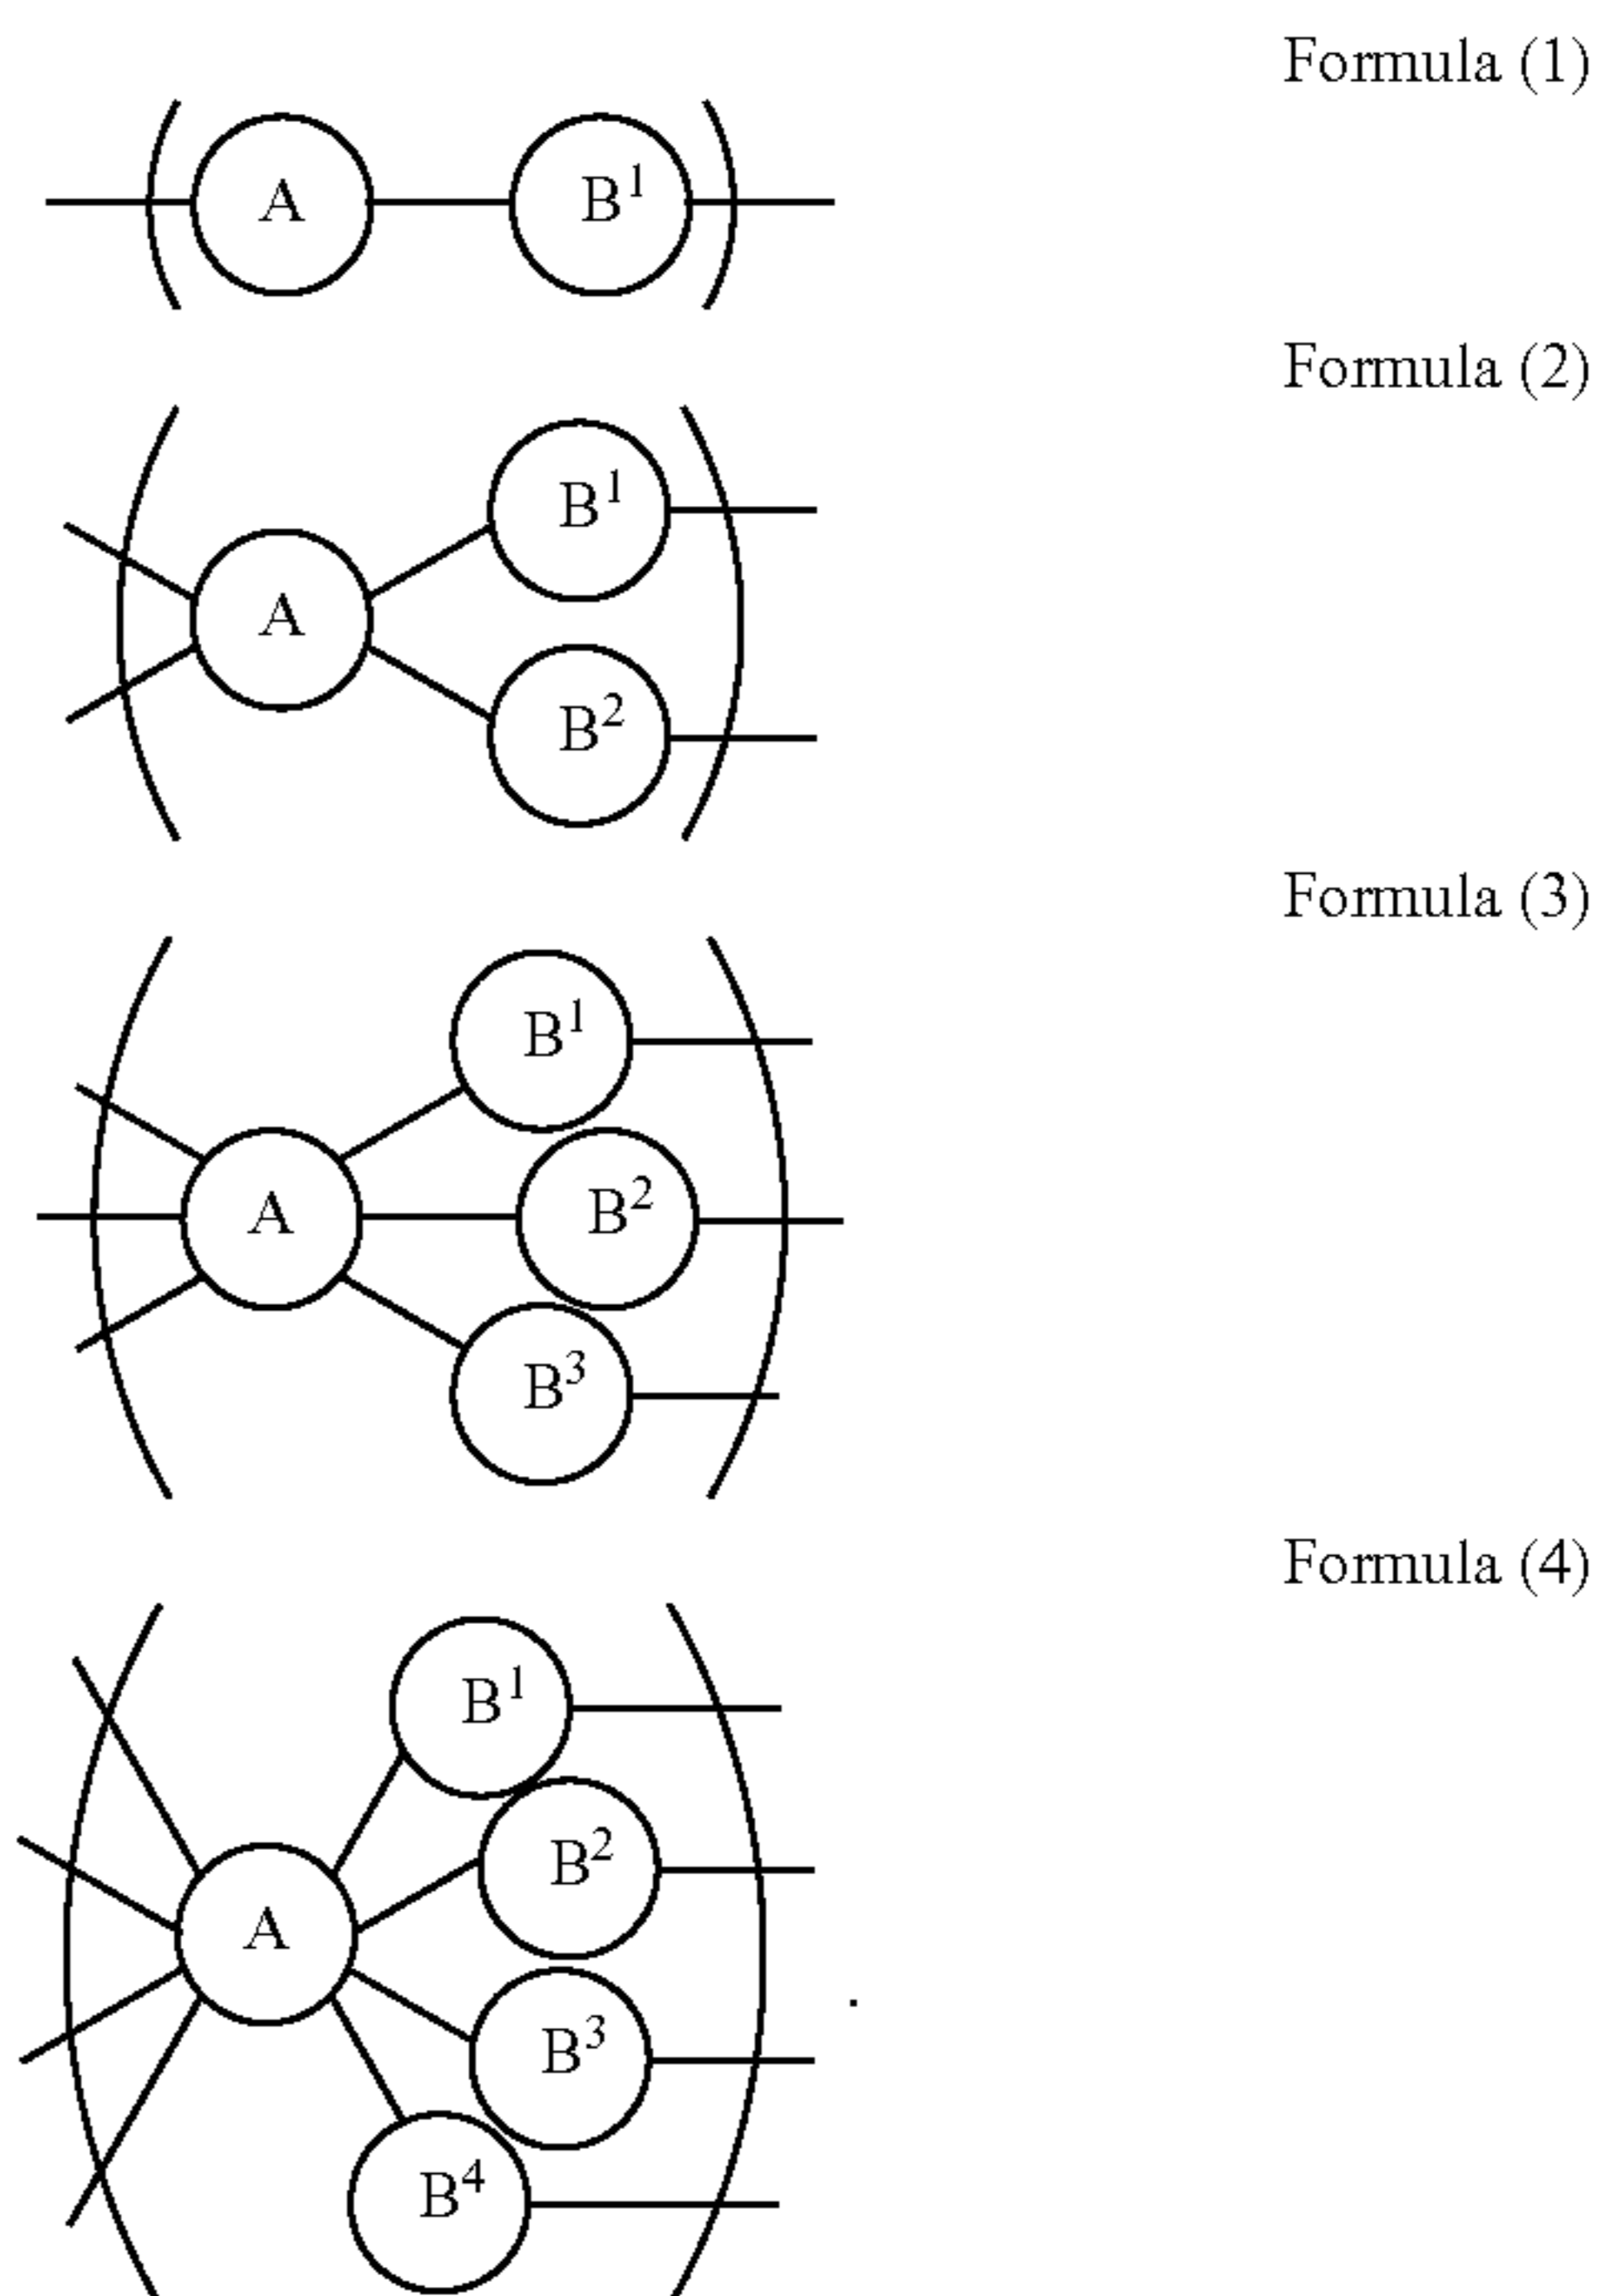 Formula (1)
A B¹
Formula (2)
B¹
A
B²
Formula (3)
B¹
A B²
B³
Formula (4)
B¹
B²
A
B³
.
B⁴